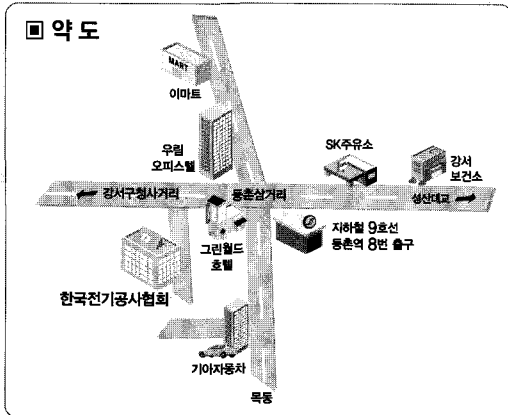 ▣ 약도
MART
이마트
우림
오피스텔
SK주유소
강서
보건소
강서구청사거리
등촌삼거리
성산대교
그린월드
호텔
지하철 9호선
등촌역 8번 출구
한국전기공사협회
기아자동차
목동